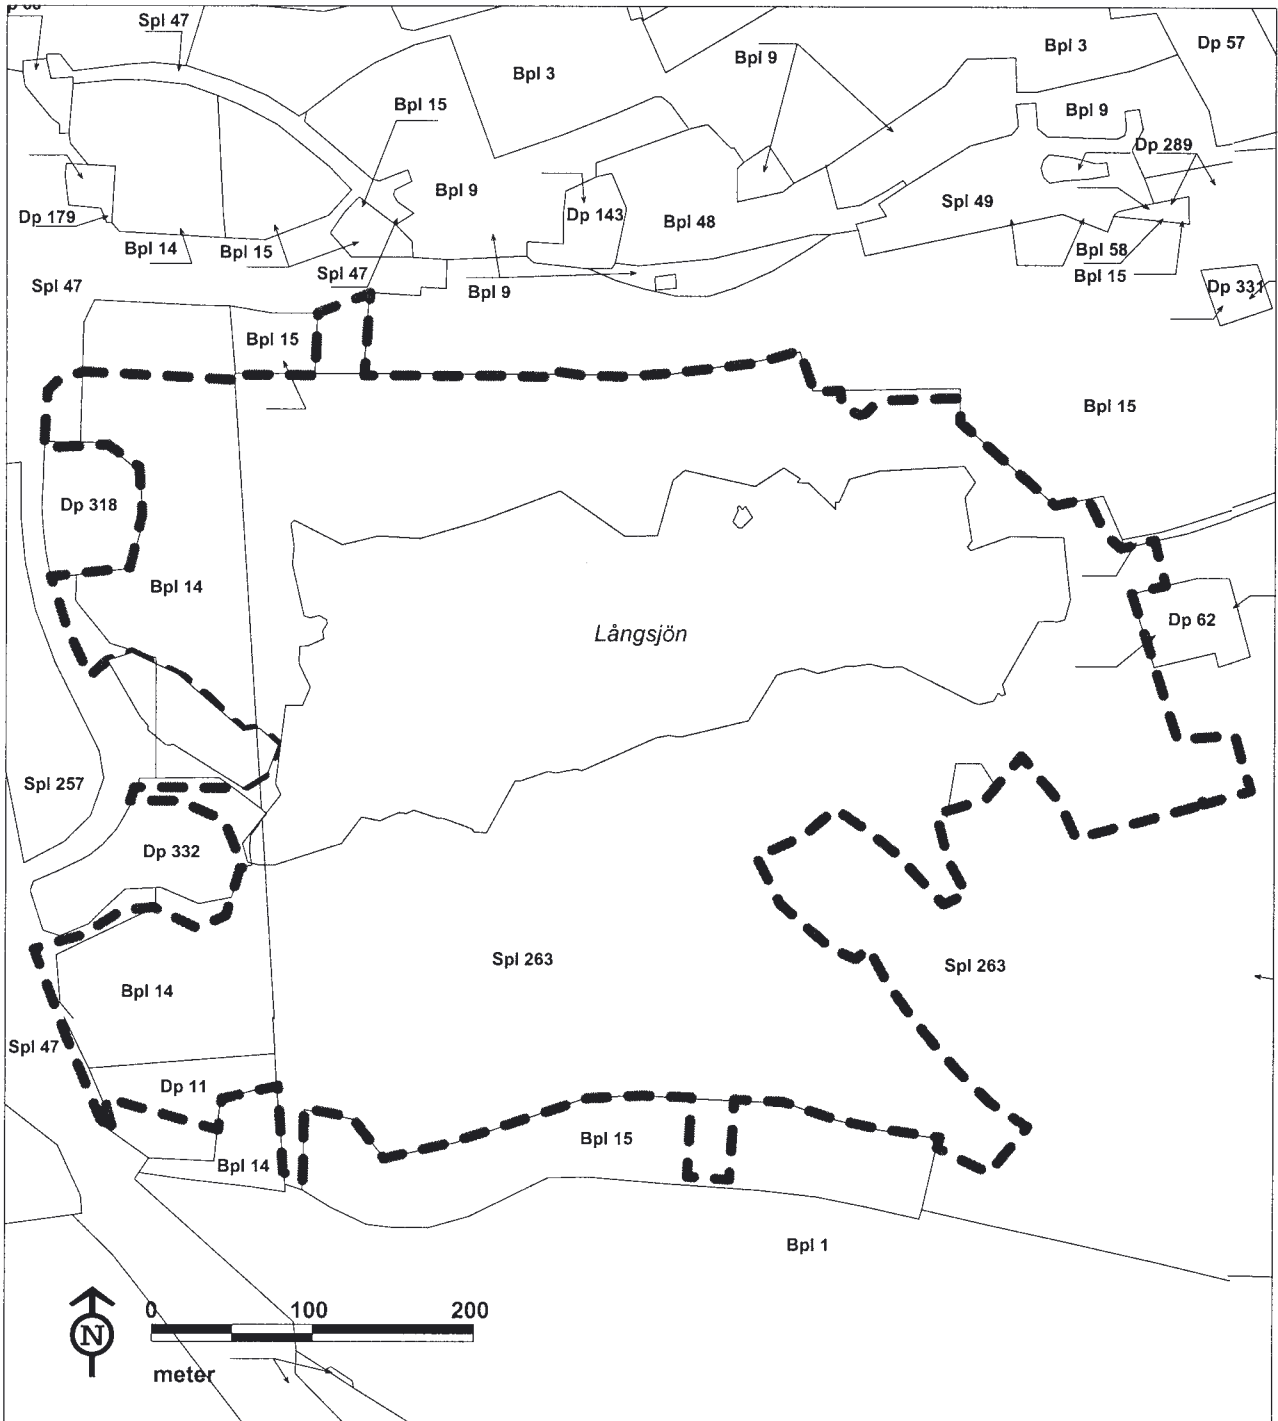 Spl 47
Bpl 3
Bpl 9
Bpl 3
Dp 57
Bpl 15
Bpl 9
Dp 289
Bpl 9
Dp 179
Dp 143
Bpl 48
Spl 49
Bpl 14
Bpl 15
Bpl 58
Spl 47
Bpl 15
Spl 47
Bpl 9
Dp 331
Bpl 15
Bpl 15
Dp 318
Bpl 14
Långsjön
Dp 62
Spl 257
Dp 332
Spl 263
Spl 263
Bpl 14
Spl 47
Dp 11
Bpl 15
Bpl 14
Bpl 1
0 100 200
N
meter